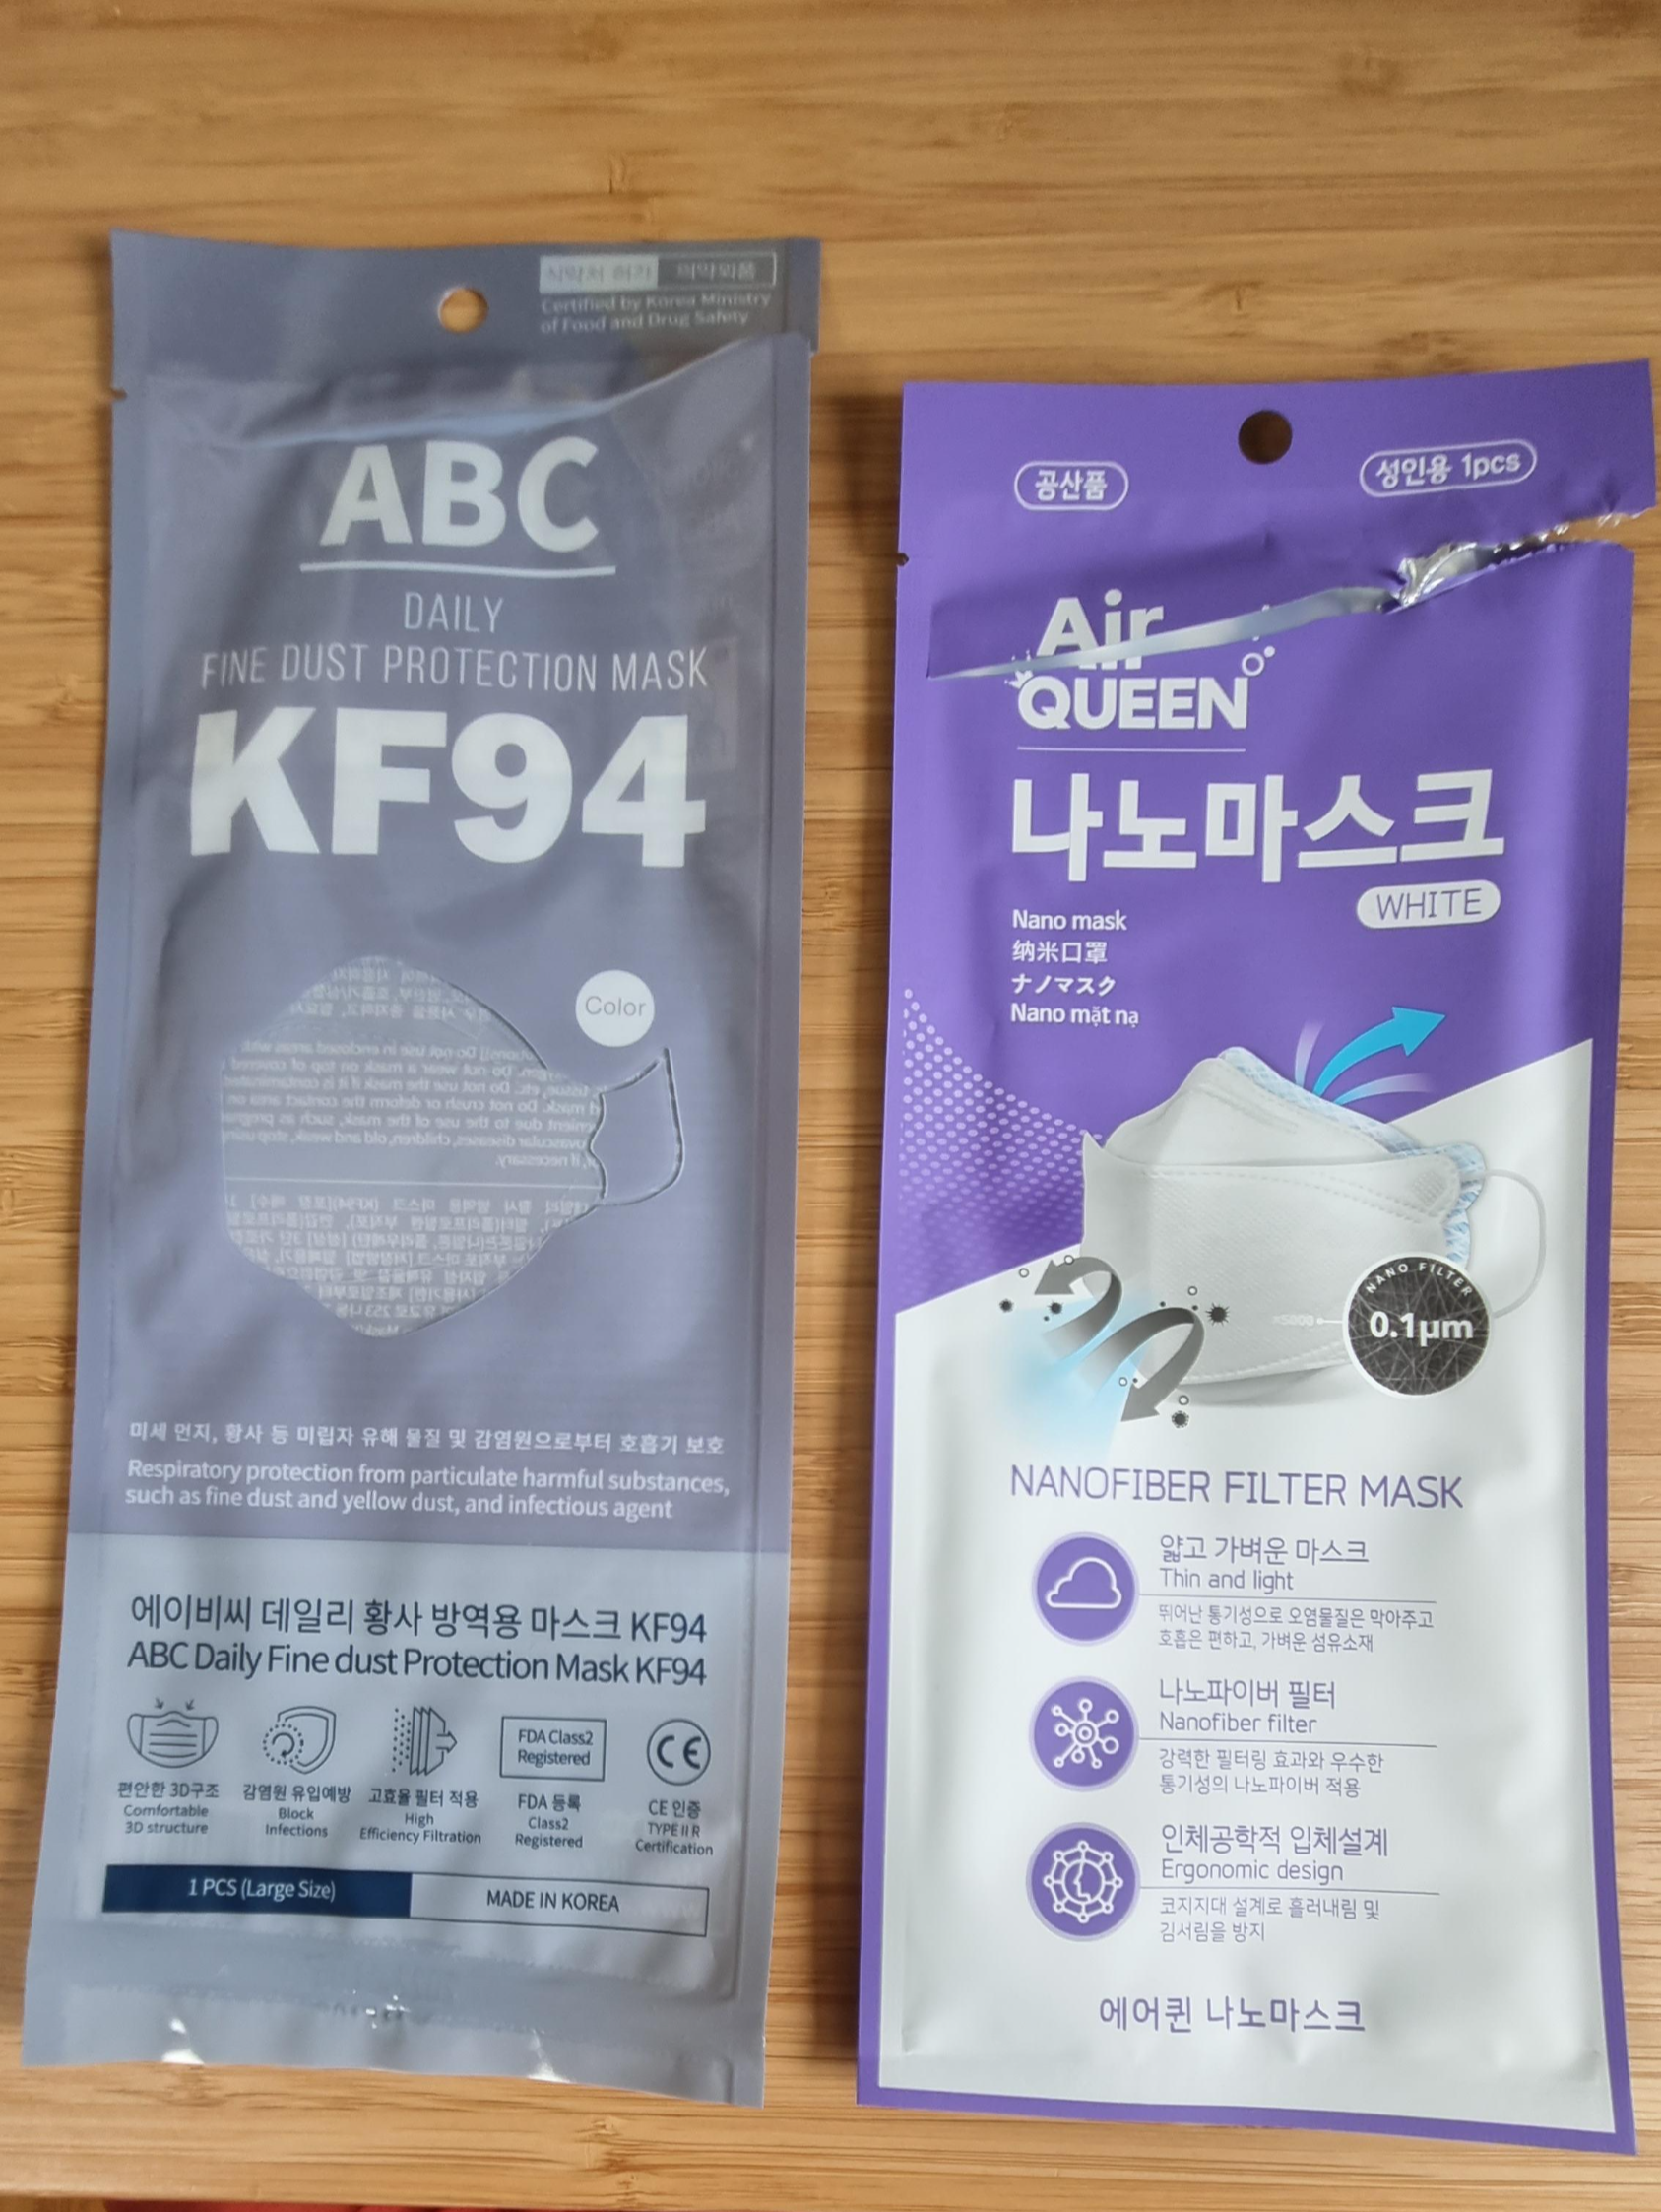 식약처 허가 의약외품
Certified by Korea Ministry
of Food and Drug Safety
ABC
DAILY
FINE DUST PROTECTION MASK
KF94
Color
미세 먼지, 황사 등 미립자 유해 물질 및 감염원으로부터 호흡기 보호
Respiratory protection from particulate harmful substances,
such as fine dust and yellow dust, and infectious agent
에이비씨 데일리 황사 방역용 마스크 KF94
ABC Daily Fine dust Protection Mask KF94
편안한 3D구조
Comfortable
3D structure
감염원 유입예방
Block
Infections
고효율 필터 적용
High
Efficiency Filtration
FDA Class2
Registered
FDA 등록
Class2
Registered
CE
CE 인증
TYPE II R
Certification
1 PCS (Large Size)
MADE IN KOREA
공산품
성인용 1pcs
Air
QUEEN
나노마스크
WHITE
Nano mask
纳米口罩
ナノマスク
Nano mặt nạ
NANO FILTER
0.1μm
NANOFIBER FILTER MASK
얇고 가벼운 마스크
Thin and light
뛰어난 통기성으로 오염물질은 막아주고
호흡은 편하고, 가벼운 섬유소재
나노파이버 필터
Nanofiber filter
강력한 필터링 효과와 우수한
통기성의 나노파이버 적용
인체공학적 입체설계
Ergonomic design
코지지대 설계로 흘러내림 및
김서림을 방지
에어퀸 나노마스크